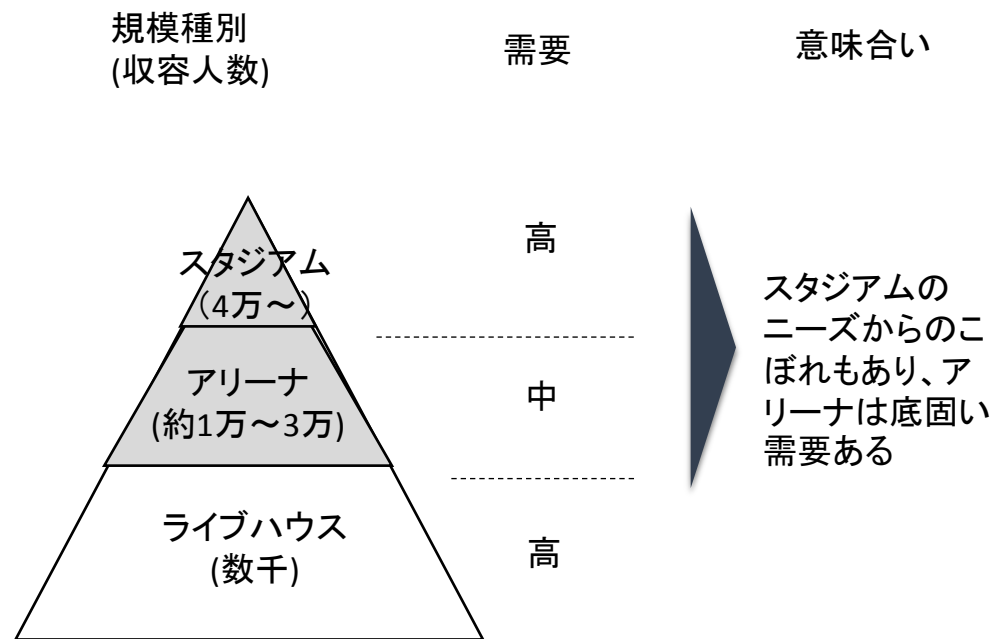 規模種別
(収容人数)
需要
意味合い
スタジアム
（4万～）
高
アリーナ
(約1万～3万)
中
ライブハウス
(数千)
高
スタジアムの
ニーズからのこ
ぼれもあり、ア
リーナは底固い
需要ある